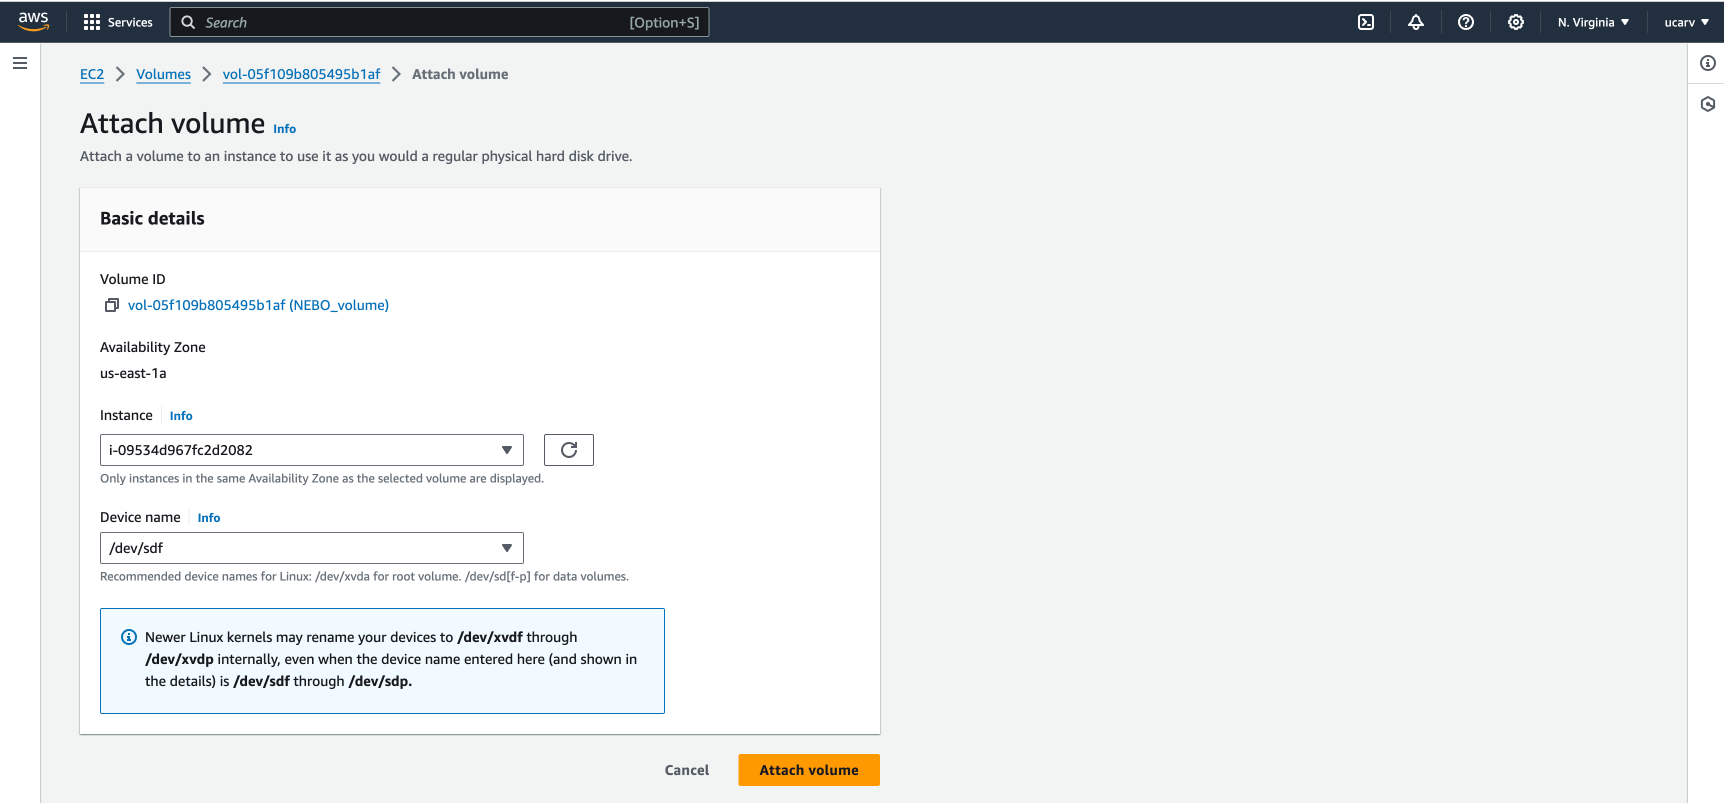 aws
Services
Search
[Option+S]
N. Virginia
ucarv
EC2
Volumes
vol-05f109b805495b1af
Attach volume
Attach volume Info
Attach a volume to an instance to use it as you would a regular physical hard disk drive.
Basic details
Volume ID
vol-05f109b805495b1af (NEBO_volume)
Availability Zone
us-east-1a
Instance Info
i-09534d967fc2d2082
Only instances in the same Availability Zone as the selected volume are displayed.
Device name Info
/dev/sdf
Recommended device names for Linux: /dev/xvda for root volume. /dev/sd[f-p] for data volumes.
Newer Linux kernels may rename your devices to /dev/xvdf through
/dev/xvdp internally, even when the device name entered here (and shown in
the details) is /dev/sdf through /dev/sdp.
Cancel
Attach volume